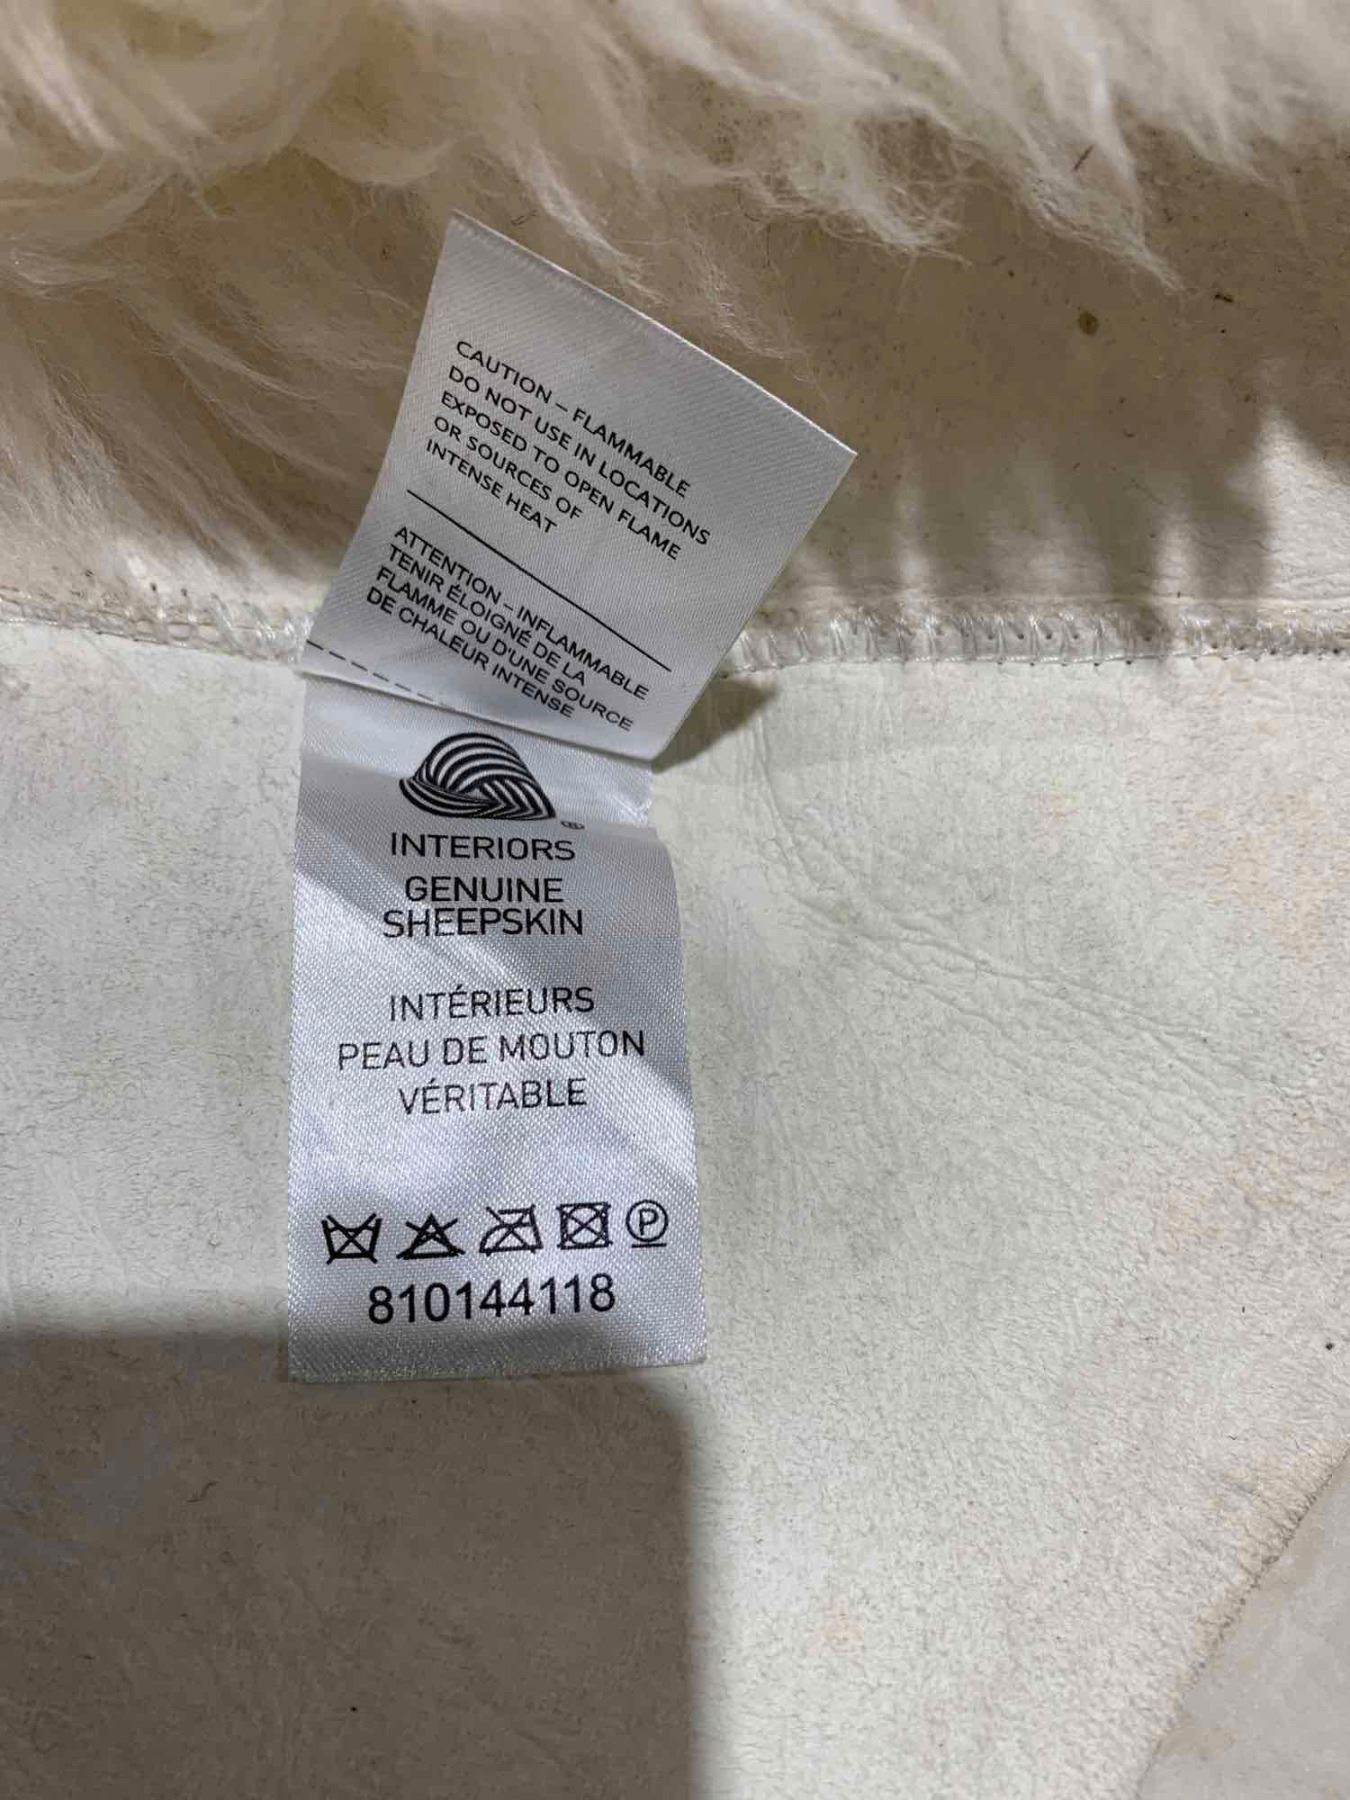 CAUTION – FLAMMABLE
DO NOT USE IN LOCATIONS
EXPOSED TO OPEN FLAME
OR SOURCES OF
INTENSE HEAT
ATTENTION – INFLAMMABLE
TENIR ÉLOIGNÉ DE LA
FLAMME OU D'UNE SOURCE
DE CHALEUR INTENSE
®
INTERIORS
GENUINE
SHEEPSKIN
INTÉRIEURS
PEAU DE MOUTON
VÉRITABLE
P
810144118